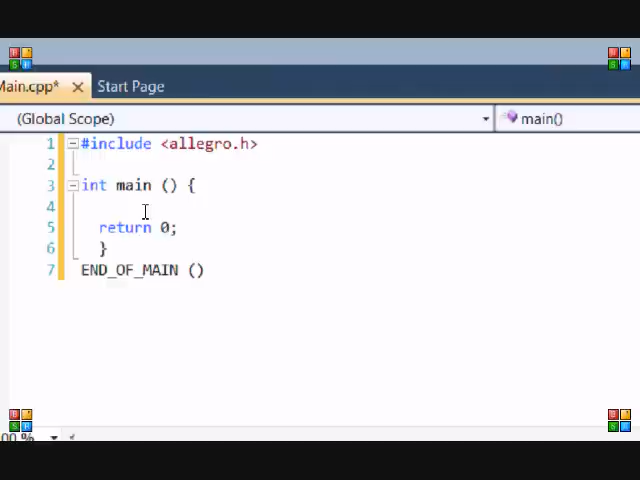 Main.cpp* Start Page
(Global Scope) main()
1 #include <allegro.h>
2
3 int main () {
4
5 return 0;
6 }
7 END_OF_MAIN ()
00 %